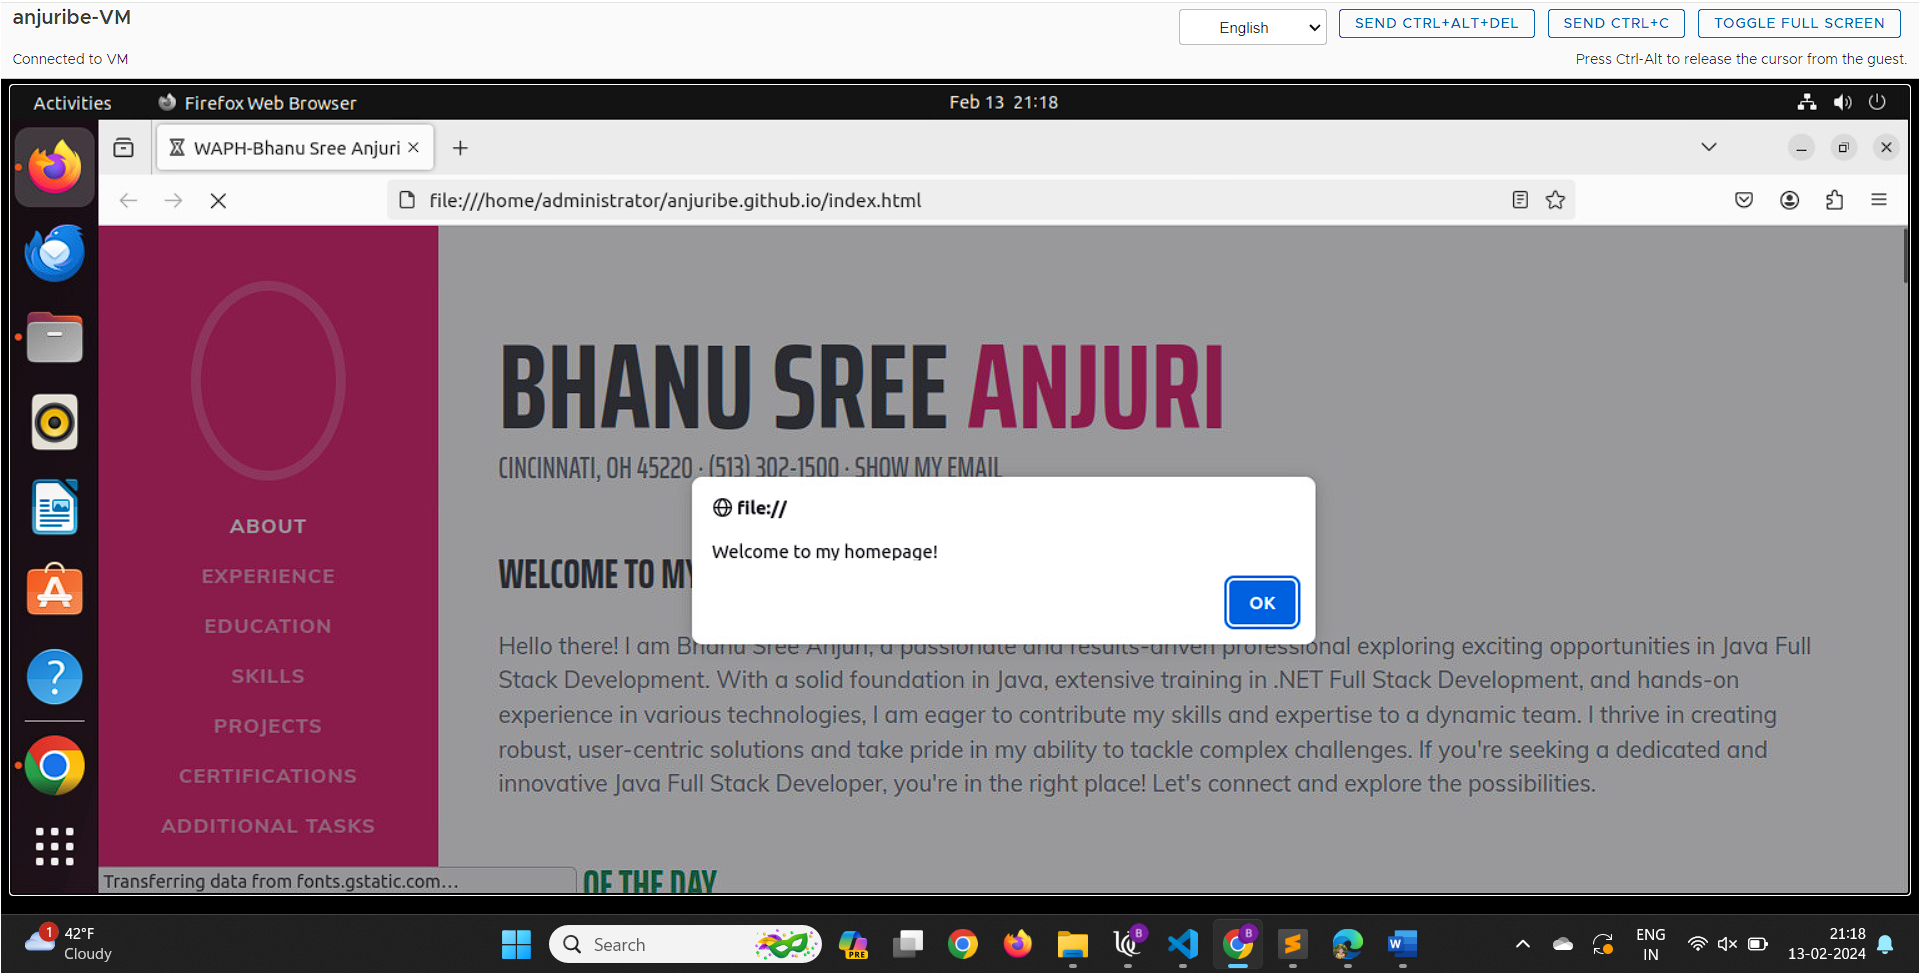 anjuribe-VM
English
SEND CTRL+ALT+DEL
SEND CTRL+C
TOGGLE FULL SCREEN
Connected to VM
Press Ctrl-Alt to release the cursor from the guest.
Activities
Firefox Web Browser
Feb 13 21:18
WAPH-Bhanu Sree Anjuri
file:///home/administrator/anjuribe.github.io/index.html
BHANU SREE ANJURI
CINCINNATI, OH 45220 · (513) 302-1500 · SHOW MY EMAIL
file://
Welcome to my homepage!
OK
ABOUT
EXPERIENCE
EDUCATION
SKILLS
PROJECTS
CERTIFICATIONS
ADDITIONAL TASKS
WELCOME TO MY
Hello there! I am Bhanu Sree Anjuri, a passionate and results-driven professional exploring exciting opportunities in Java Full
Stack Development. With a solid foundation in Java, extensive training in .NET Full Stack Development, and hands-on
experience in various technologies, I am eager to contribute my skills and expertise to a dynamic team. I thrive in creating
robust, user-centric solutions and take pride in my ability to tackle complex challenges. If you're seeking a dedicated and
innovative Java Full Stack Developer, you're in the right place! Let's connect and explore the possibilities.
OF THE DAY
Transferring data from fonts.gstatic.com...
1
42°F
Cloudy
Search
PRE
B
B
W
ENG
IN
21:18
13-02-2024